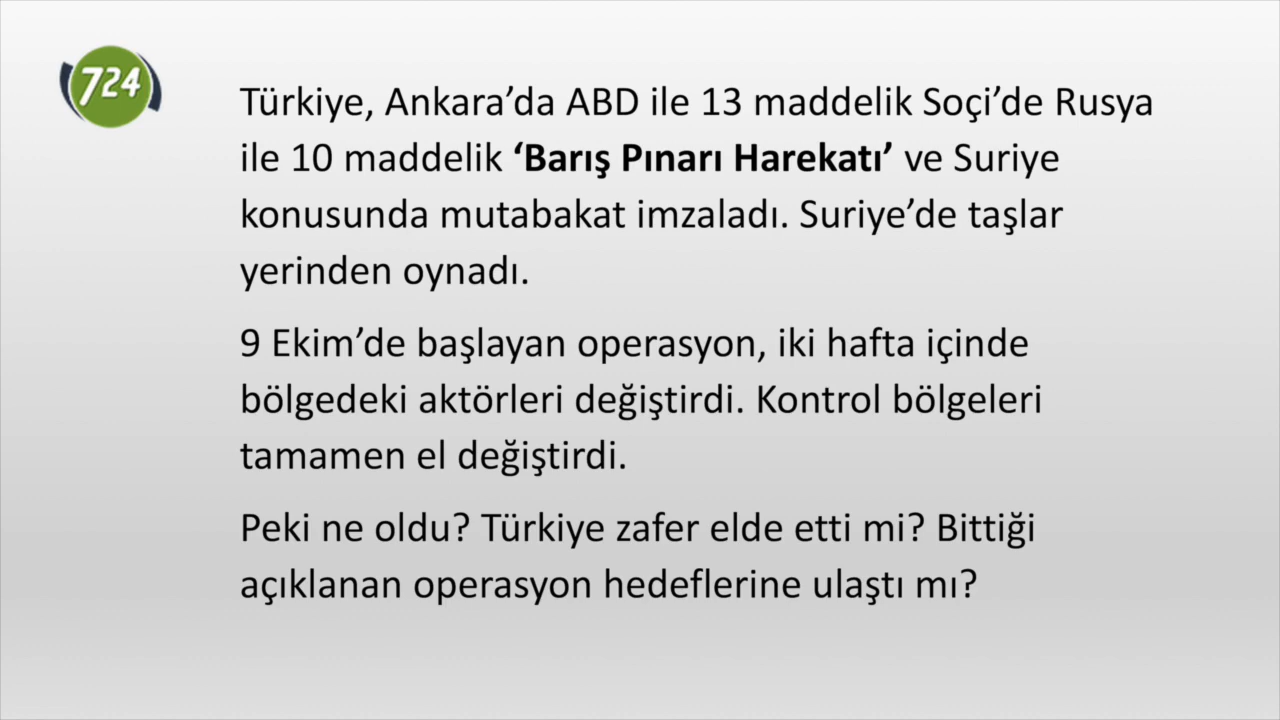 724
Türkiye, Ankara’da ABD ile 13 maddelik Soçi’de Rusya
ile 10 maddelik ‘Barış Pınarı Harekatı’ ve Suriye
konusunda mutabakat imzaladı. Suriye’de taşlar
yerinden oynadı.
9 Ekim’de başlayan operasyon, iki hafta içinde
bölgedeki aktörleri değiştirdi. Kontrol bölgeleri
tamamen el değiştirdi.
Peki ne oldu? Türkiye zafer elde etti mi? Bittiği
açıklanan operasyon hedeflerine ulaştı mı?